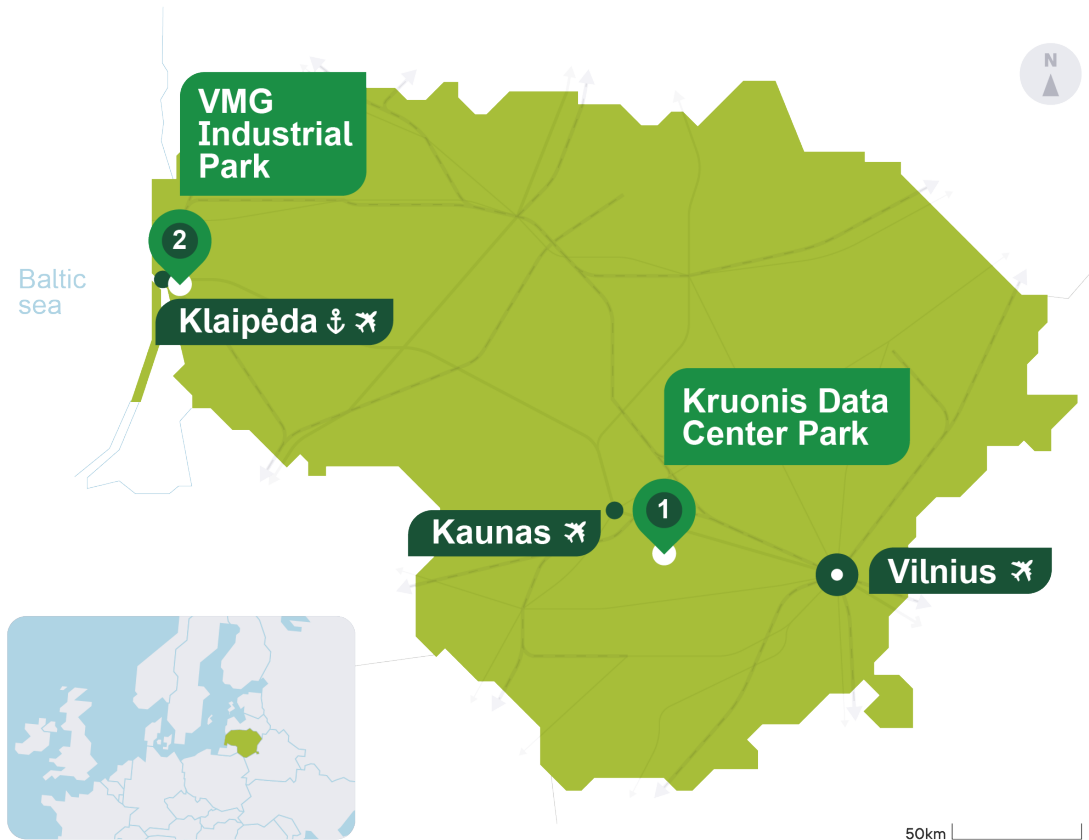 N
VMG
Industrial
Park
2
Baltic
sea
Klaipėda
Kruonis Data
Center Park
1
Kaunas
Vilnius
50km